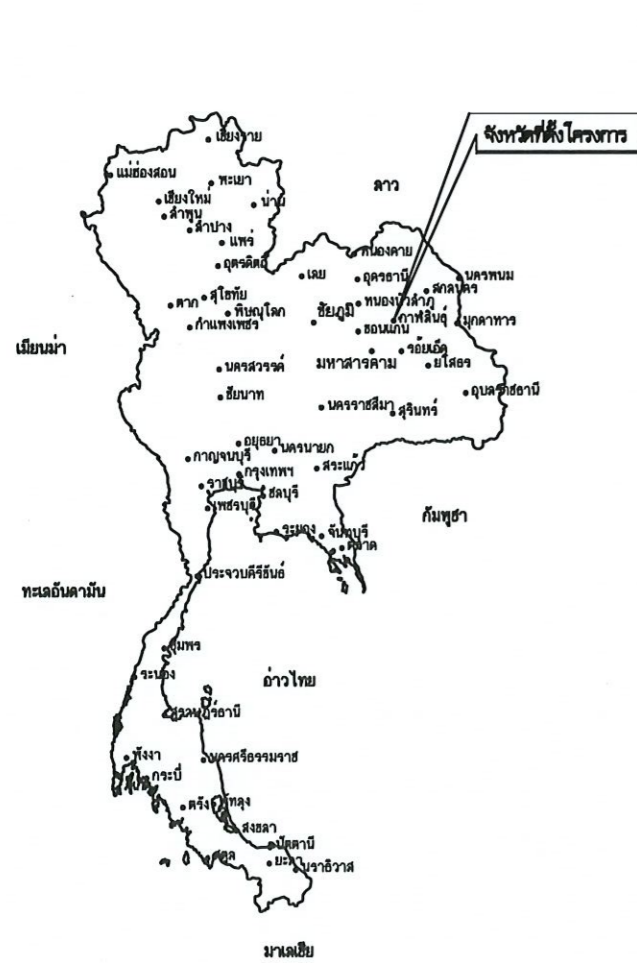 เชียงราย
จังหวัดที่ตั้งโครงการ
แม่ฮ่องสอน
พะเยา
ลาว
เชียงใหม่
น่าน
ลำพูน
ลำปาง
แพร่
หนองคาย
อุตรดิตถ์
เลย
อุดรธานี
นครพนม
สกลนคร
สุโขทัย
ตาก
หนองบัวลำภู
พิษณุโลก
ชัยภูมิ
กาฬสินธุ์
มุกดาหาร
กำแพงเพชร
ขอนแก่น
เมียนม่า
มหาสารคาม
ร้อยเอ็ด
นครสวรรค์
ยโสธร
อุบลราชธานี
ชัยนาท
นครราชสีมา
สุรินทร์
อยุธยา
นครนายก
กาญจนบุรี
กรุงเทพฯ
สระแก้ว
ราชบุรี
ชลบุรี
เพชรบุรี
กัมพูชา
ระยอง
จันทบุรี
ตราด
ประจวบคีรีขันธ์
ทะเลอันดามัน
ชุมพร
ระนอง
อ่าวไทย
สุราษฎร์ธานี
พังงา
นครศรีธรรมราช
กระบี่
ตรัง
พัทลุง
สงขลา
ปัตตานี
สตูล
ยะลา
นราธิวาส
มาเลเซีย